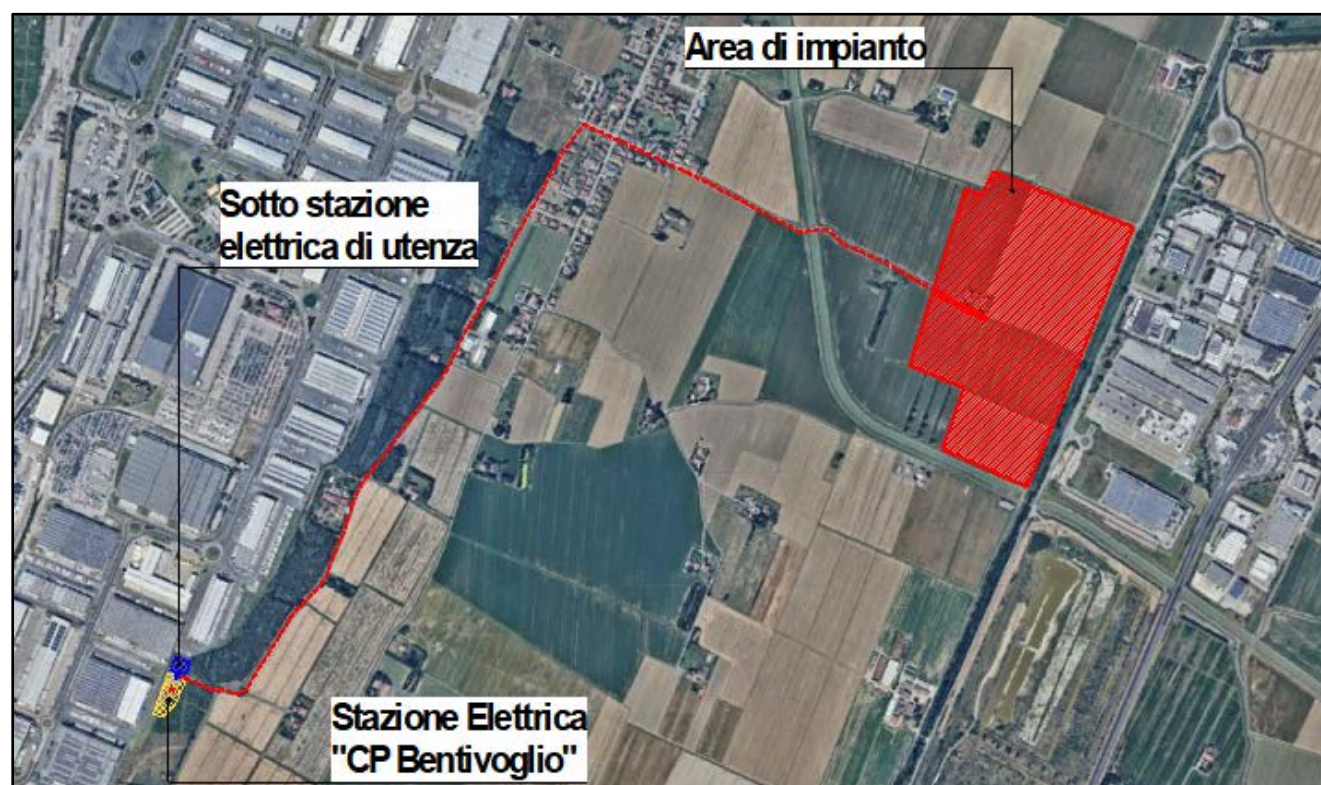 Area di impianto
Sotto stazione
elettrica di utenza
Stazione Elettrica
"CP Bentivoglio"